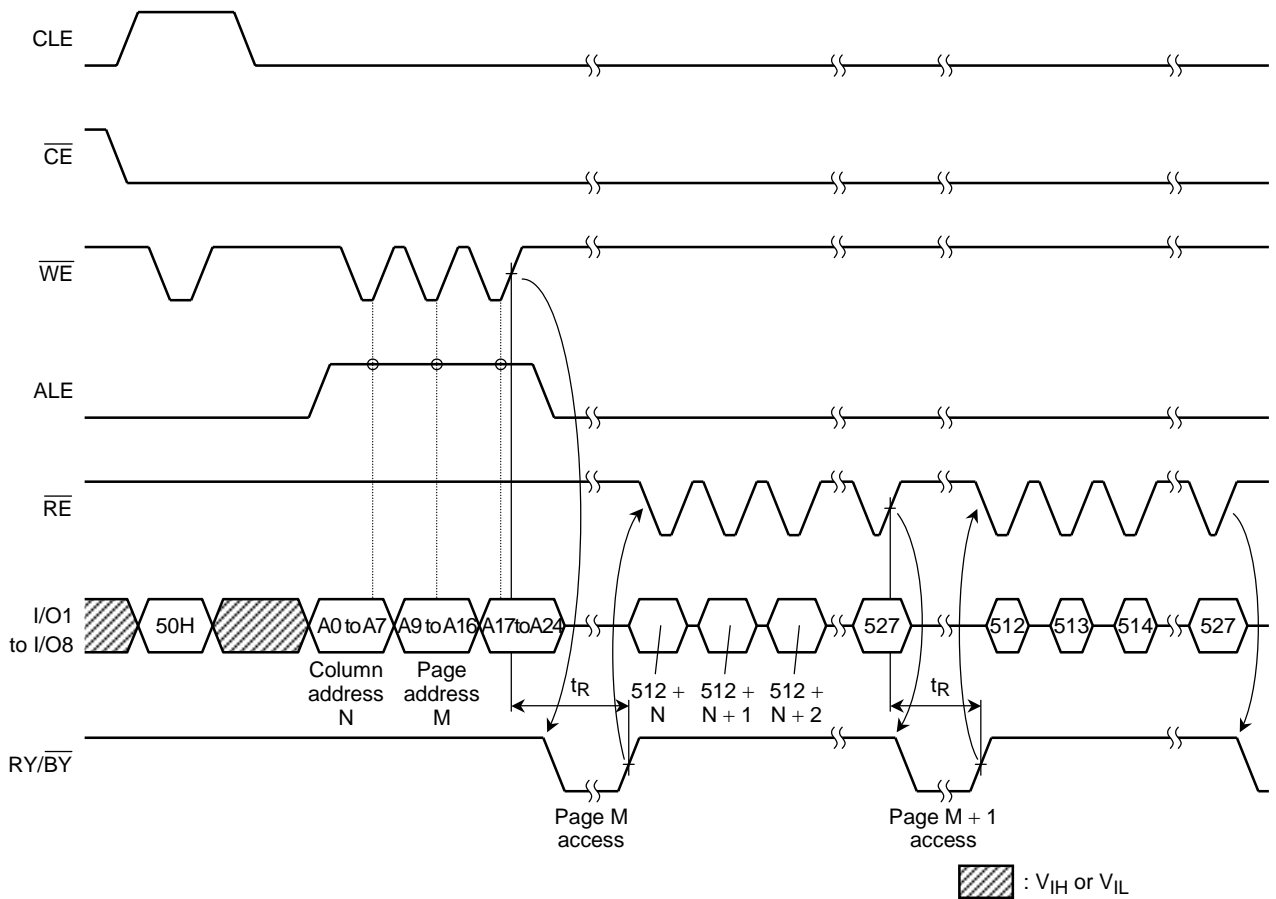 CLE
CE
WE
ALE
RE
I/O1
to I/O8
50H
A0 to A7
A9 to A16
A17 to A24
527
512
513
514
527
Column
address
N
Page
address
M
tR
512 +
N
512 +
N + 1
512 +
N + 2
tR
RY/BY
Page M
access
Page M + 1
access
: VIH or VIL